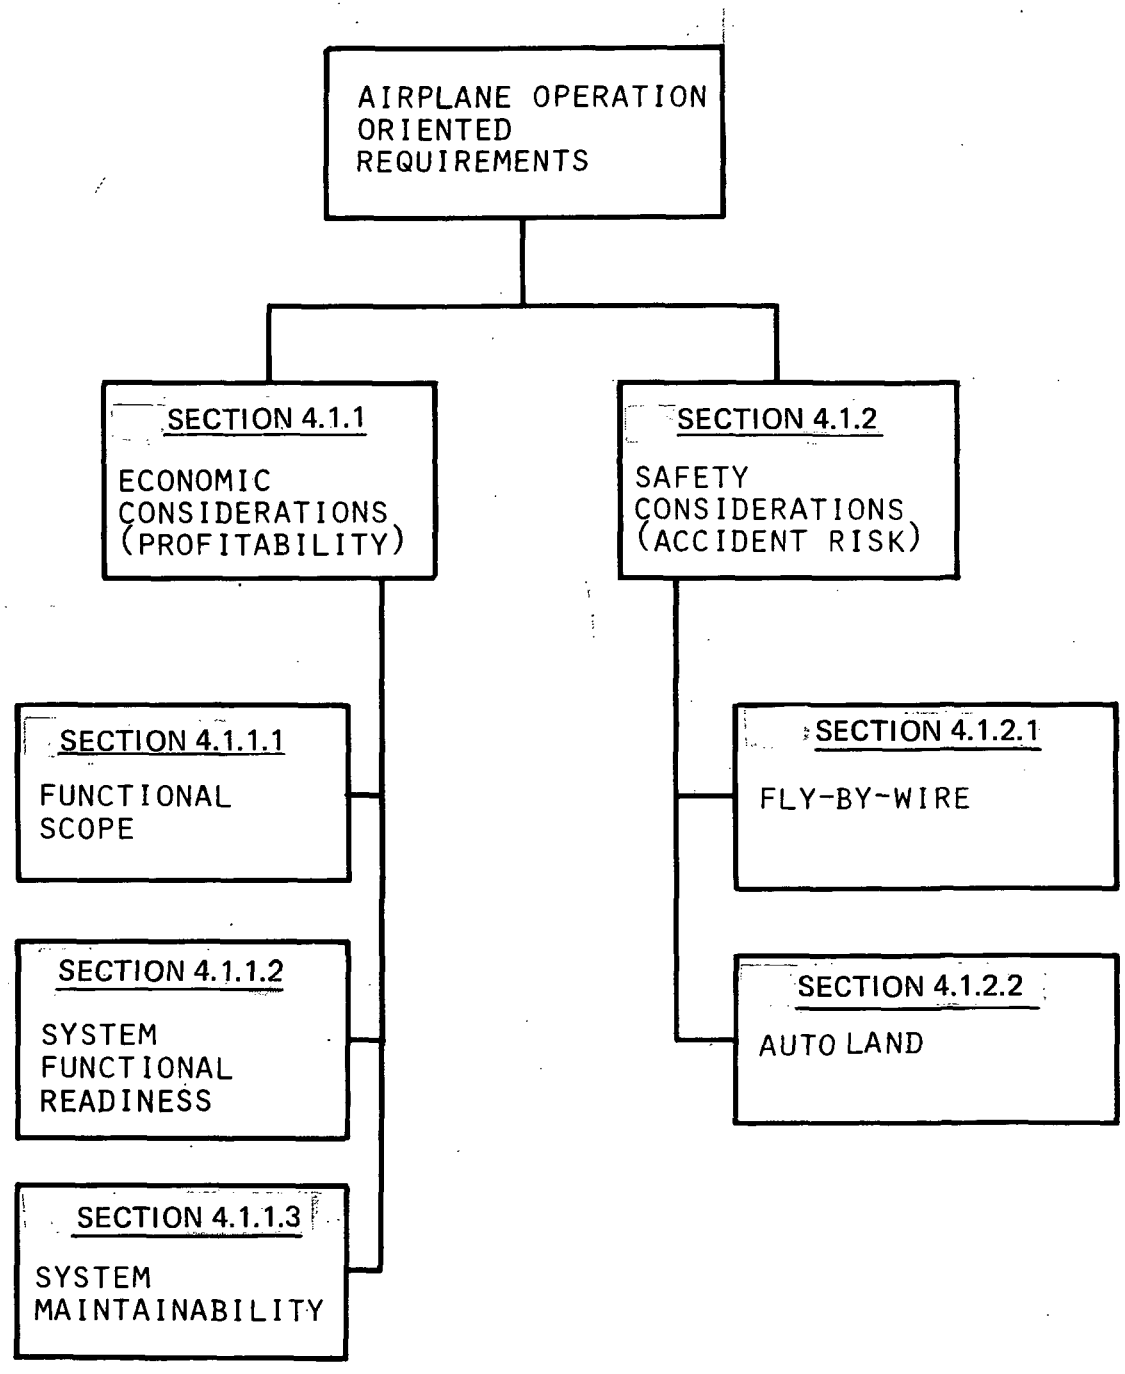 AIRPLANE OPERATION
ORIENTED
REQUIREMENTS
SECTION 4.1.1
ECONOMIC
CONSIDERATIONS
(PROFITABILITY)
SECTION 4.1.2
SAFETY
CONSIDERATIONS
(ACCIDENT RISK)
SECTION 4.1.1.1
FUNCTIONAL
SCOPE
SECTION 4.1.1.2
SYSTEM
FUNCTIONAL
READINESS
SECTION 4.1.1.3
SYSTEM
MAINTAINABILITY
SECTION 4.1.2.1
FLY-BY-WIRE
SECTION 4.1.2.2
AUTO LAND